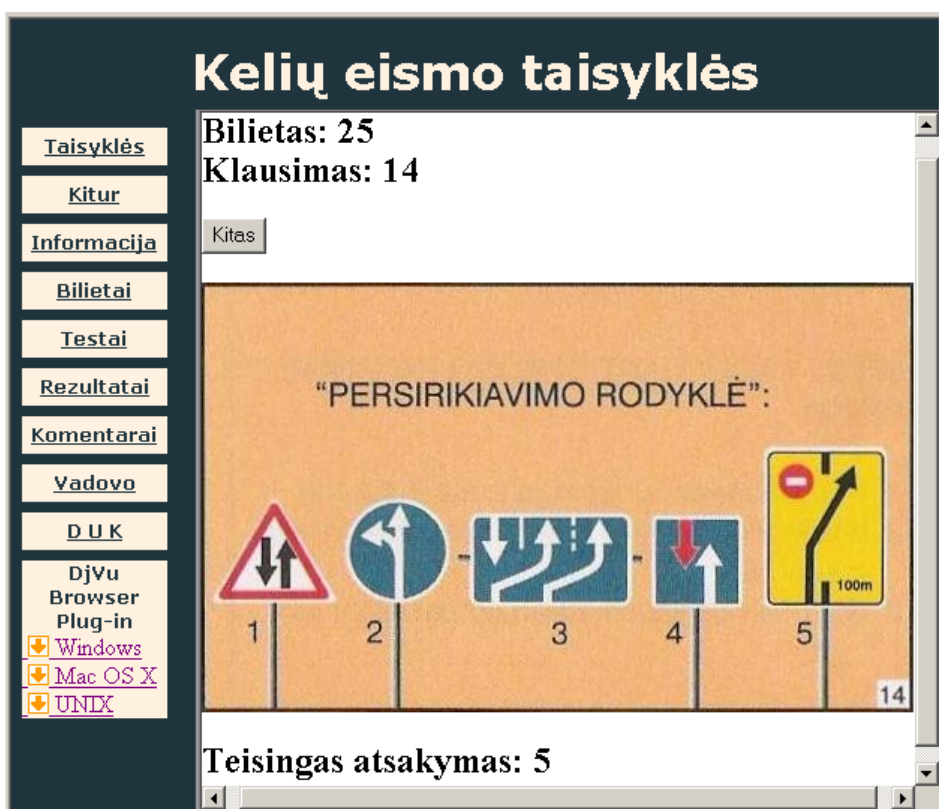 Kelių eismo taisyklės
Taisyklės
Kitur
Informacija
Bilietai
Testai
Rezultatai
Komentarai
Vadovo
D U K
DjVu
Browser
Plug-in
Windows
Mac OS X
UNIX
Bilietas: 25
Klausimas: 14
Kitas
"PERSIRIKIAVIMO RODYKLĖ":
100m
1 2 3 4 5
14
Teisingas atsakymas: 5